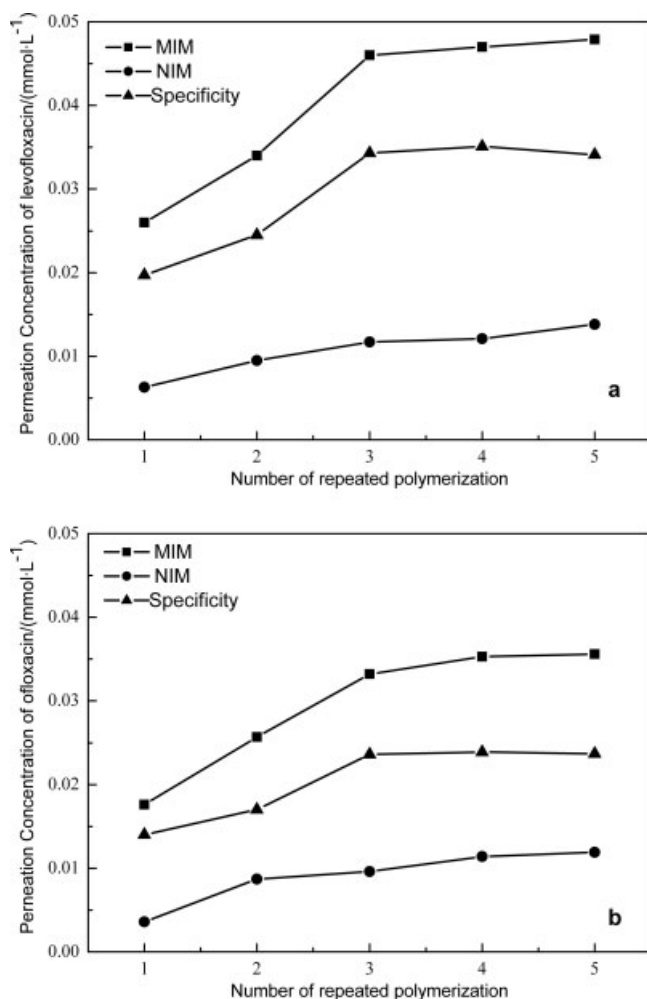 0.05
MIM
NIM
Specificity
0.04
0.03
0.02
0.01
0.00
Permeation Concentration of levofloxacin/(mmol·L⁻¹)
a
1 2 3 4 5
Number of repeated polymerization
0.05
MIM
NIM
Specificity
0.04
0.03
0.02
0.01
0.00
Permeation Concentration of ofloxacin/(mmol·L⁻¹)
b
1 2 3 4 5
Number of repeated polymerization